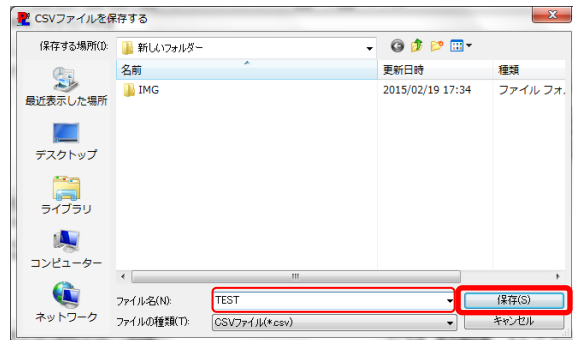 CSVファイルを保存する
保存する場所(I):
新しいフォルダー
名前
更新日時
種類
IMG
2015/02/19 17:34
ファイル フォ.
最近表示した場所
デスクトップ
ライブラリ
コンピューター
ネットワーク
ファイル名(N):
TEST
保存(S)
ファイルの種類(T):
CSVファイル(*.csv)
キャンセル